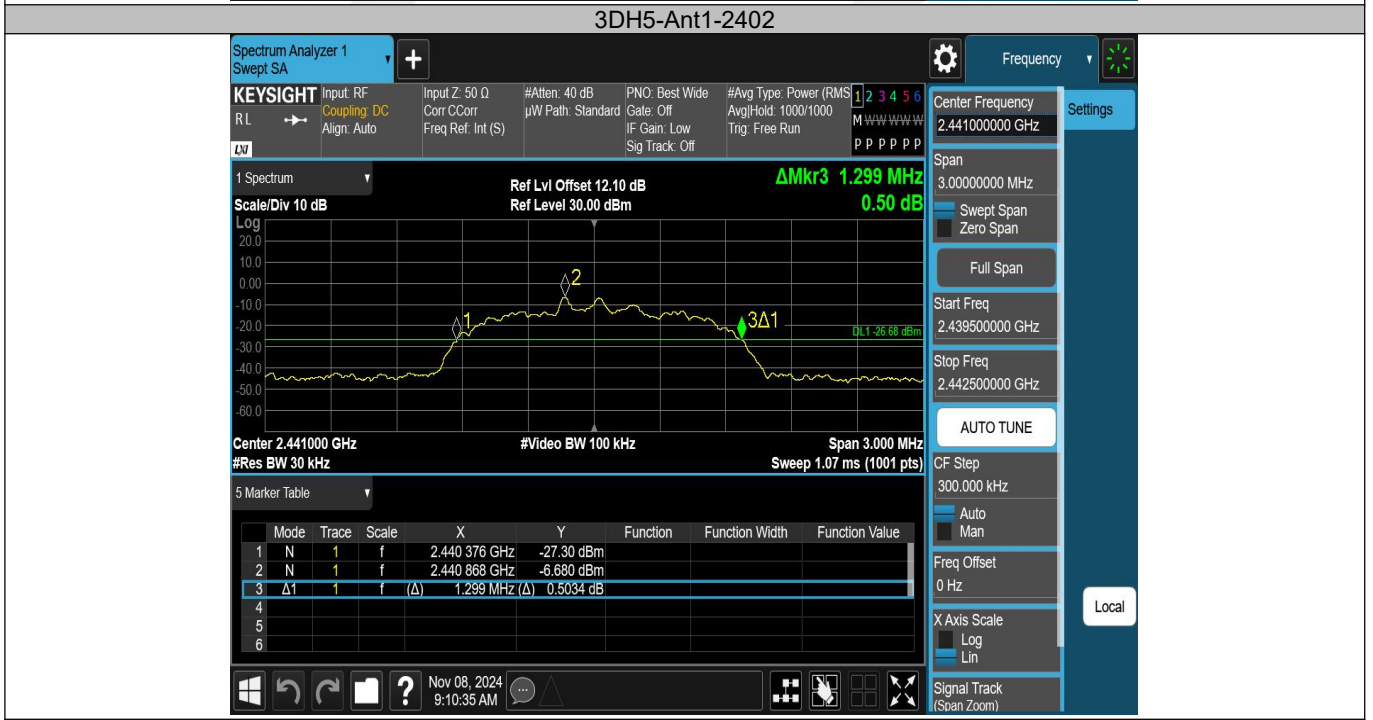 3DH5-Ant1-2402
Spectrum Analyzer 1
Swept SA
+
Frequency
KEYSIGHT
RL
LXI
Input: RF
Coupling: DC
Align: Auto
Input Z: 50 Ω
Corr CCorr
Freq Ref: Int (S)
#Atten: 40 dB
µW Path: Standard
PNO: Best Wide
Gate: Off
IF Gain: Low
Sig Track: Off
#Avg Type: Power (RMS
Avg|Hold: 1000/1000
Trig: Free Run
1 2 3 4 5 6
M W W W W W
P P P P P P
Center Frequency
2.441000000 GHz
Settings
Span
3.00000000 MHz
Swept Span
Zero Span
Full Span
Start Freq
2.439500000 GHz
Stop Freq
2.442500000 GHz
AUTO TUNE
CF Step
300.000 kHz
Auto
Man
Freq Offset
0 Hz
X Axis Scale
Log
Lin
Signal Track
(Span Zoom)
Local
1 Spectrum
Scale/Div 10 dB
Ref Lvl Offset 12.10 dB
Ref Level 30.00 dBm
ΔMkr3 1.299 MHz
0.50 dB
Log
20.0
10.0
0.00
-10.0
-20.0
-30.0
-40.0
-50.0
-60.0
1
2
3Δ1
DL1 -26.68 dBm
Center 2.441000 GHz
#Res BW 30 kHz
#Video BW 100 kHz
Span 3.000 MHz
Sweep 1.07 ms (1001 pts)
5 Marker Table
Mode Trace Scale X Y Function Function Width Function Value
1 N 1 f 2.440 376 GHz -27.30 dBm
2 N 1 f 2.440 868 GHz -6.680 dBm
3 Δ1 1 f (Δ) 1.299 MHz (Δ) 0.5034 dB
4
5
6
?
Nov 08, 2024
9:10:35 AM